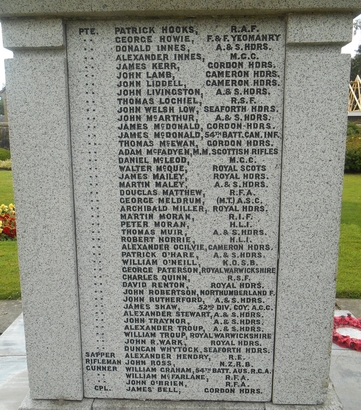 PTE. PATRICK HOOKS, R.A.F.
" GEORGE HOWIE, F. & F. YEOMANRY
" DONALD INNES, A. & S. HDRS.
" ALEXANDER INNES, M.G.C.
" JAMES KERR, GORDON HDRS.
" JOHN LAMB, CAMERON HDRS.
" JOHN LIDDELL, CAMERON HDRS.
" JOHN LIVINGSTON, A. & S. HDRS.
" THOMAS LOCHIEL, R.S.F.
" JOHN WELSH LOW, SEAFORTH HDRS.
" JOHN McARTHUR, A. & S. HDRS.
" JAMES McDONALD, GORDON HDRS.
" JAMES McDONALD, 54TH BATT. CAN. INF.
" THOMAS McEWAN, GORDON HDRS.
" ADAM McFADYEN, M.M. SCOTTISH RIFLES
" DANIEL McLEOD, M.G.C.
" WALTER McQUE, ROYAL SCOTS
" JAMES MAILEY, ROYAL HDRS.
" MARTIN MALEY, A. & S. HDRS.
" DOUGLAS MATTHEW, R.F.A.
" GEORGE MELDRUM, (M.T.) A.S.C.
" ARCHIBALD MILLER, ROYAL HDRS.
" MARTIN MORAN, R.I.F.
" PETER MORAN, H.L.I.
" THOMAS MUIR, A. & S. HDRS.
" ROBERT NORRIE, H.L.I.
" ALEXANDER OGILVIE, CAMERON HDRS.
" PATRICK O'HARE, A. & S. HDRS.
" WILLIAM O'NEILL, K.O.S.B.
" GEORGE PATERSON, ROYAL WARWICKSHIRE
" CHARLES QUINN, R.S.F.
" DAVID RENTON, ROYAL HDRS.
" JOHN ROBERTSON, NORTHUMBERLAND F.
" JOHN RUTHERFORD, A. & S. HDRS.
" JAMES SHAW, 52ND DIV. CYC. A.C.C.
" ALEXANDER STEWART, A. & S. HDRS.
" JOHN TRAYNOR, A. & S. HDRS.
" ALEXANDER TROUP, A. & S. HDRS.
" WILLIAM TROUP, ROYAL WARWICKSHIRE
" JOHN R. WARK, ROYAL HDRS.
" DUNCAN WHYTOCK, SEAFORTH HDRS.
SAPPER ALEXANDER HENDRY, R.E.
RIFLEMAN JOHN ROSS, N.Z.R.B.
GUNNER WILLIAM GRAHAM, 54TH BATT. AUS. R.G.A.
" WILLIAM McFARLANE, R.F.A.
" JOHN O'BRIEN, R.F.A.
CPL. JAMES BELL, GORDON HDRS.